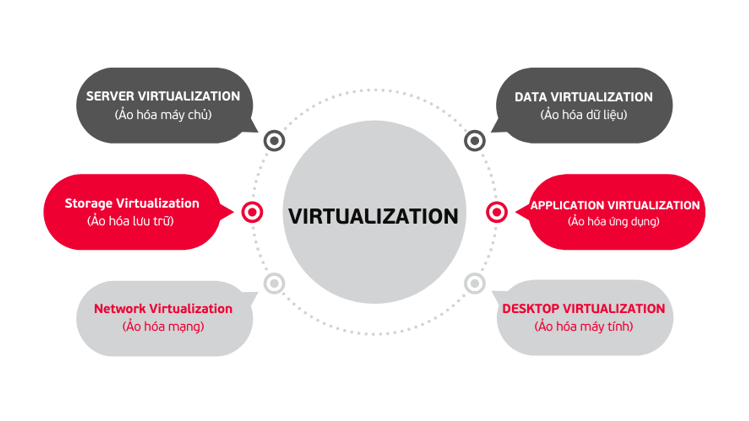 SERVER VIRTUALIZATION
(Ảo hóa máy chủ)
DATA VIRTUALIZATION
(Ảo hóa dữ liệu)
Storage Virtualization
(Ảo hóa lưu trữ)
VIRTUALIZATION
APPLICATION VIRTUALIZATION
(Ảo hóa ứng dụng)
Network Virtualization
(Ảo hóa mạng)
DESKTOP VIRTUALIZATION
(Ảo hóa máy tính)